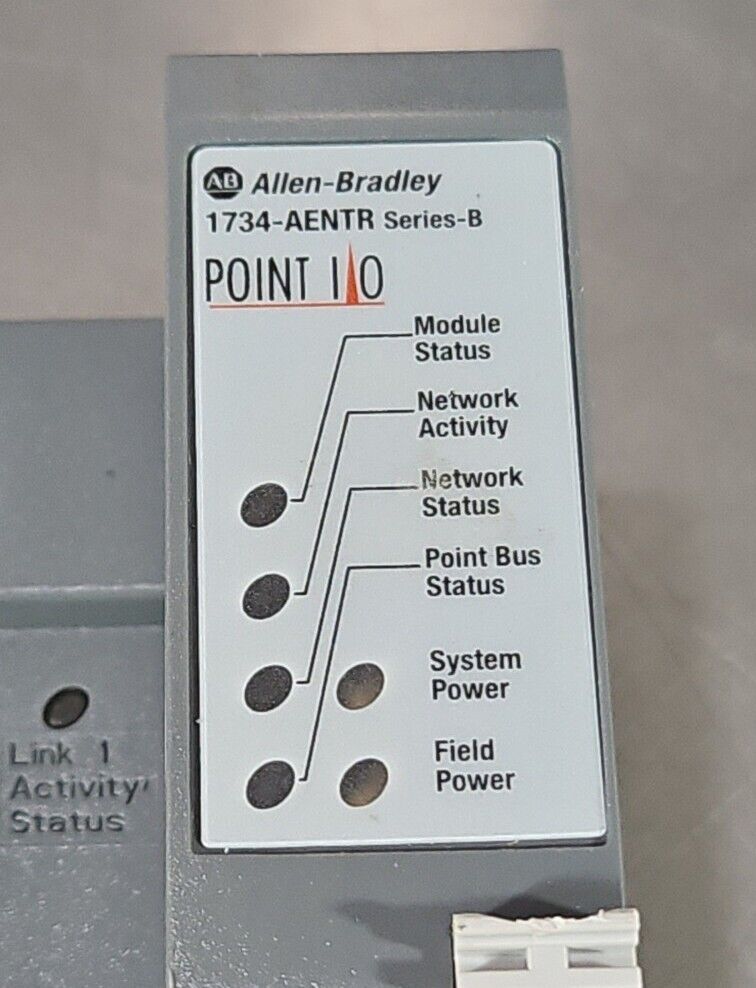 AB Allen-Bradley
1734-AENTR Series-B
POINT I/O
Module
Status
Network
Activity
Network
Status
Point Bus
Status
System
Power
Field
Power
Link 1
Activity/
Status